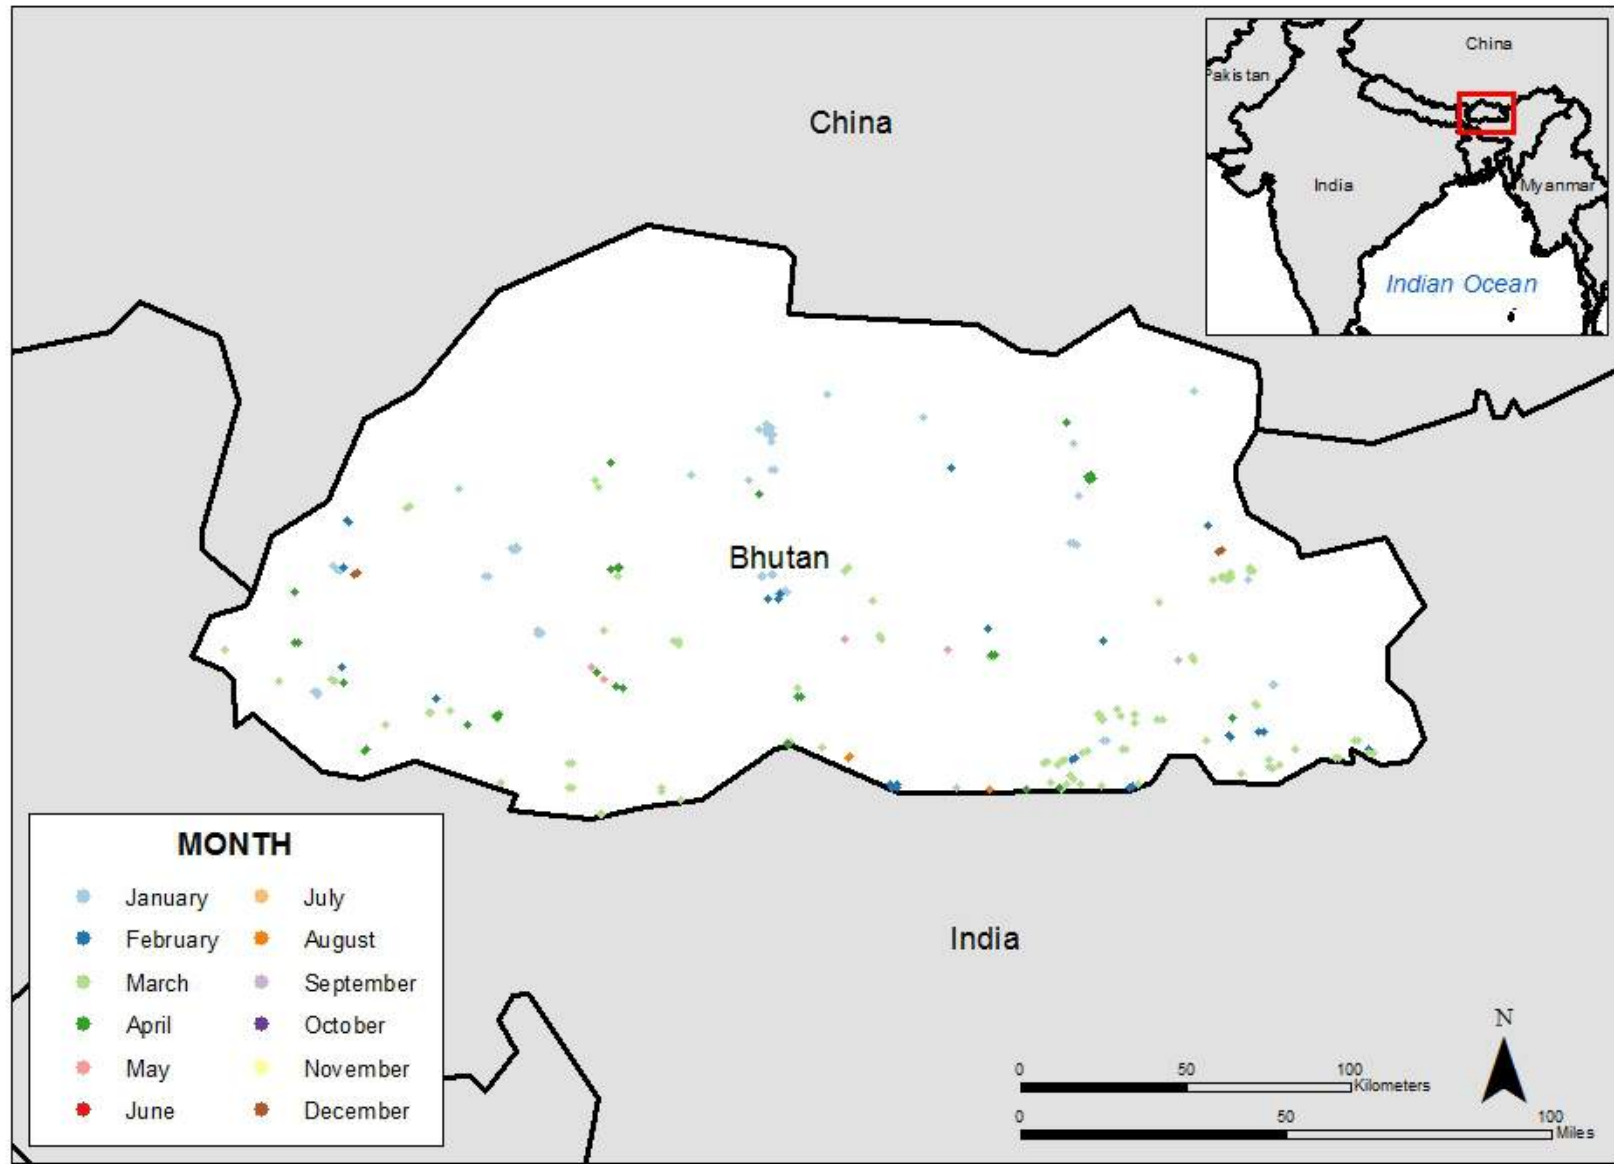 China
Pakistan
China
India
Myanmar
Indian Ocean
Bhutan
India
MONTH
January
February
March
April
May
June
July
August
September
October
November
December
N
0 50 100
Kilometers
0 50 100
Miles